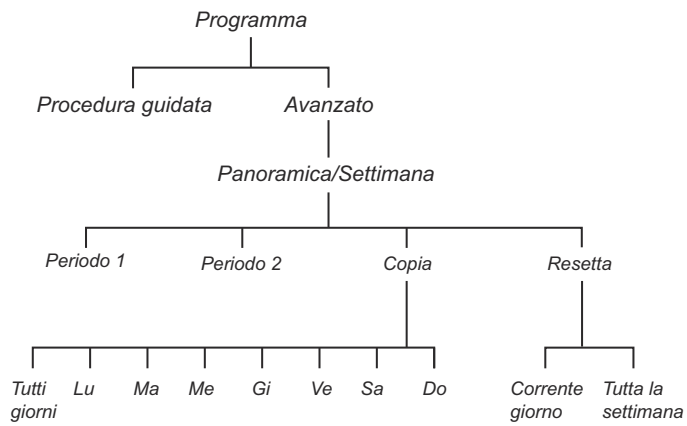 Programma
Procedura guidata
Avanzato
Panoramica/Settimana
Periodo 1
Periodo 2
Copia
Resetta
Tutti
giorni
Lu
Ma
Me
Gi
Ve
Sa
Do
Corrente
giorno
Tutta la
settimana